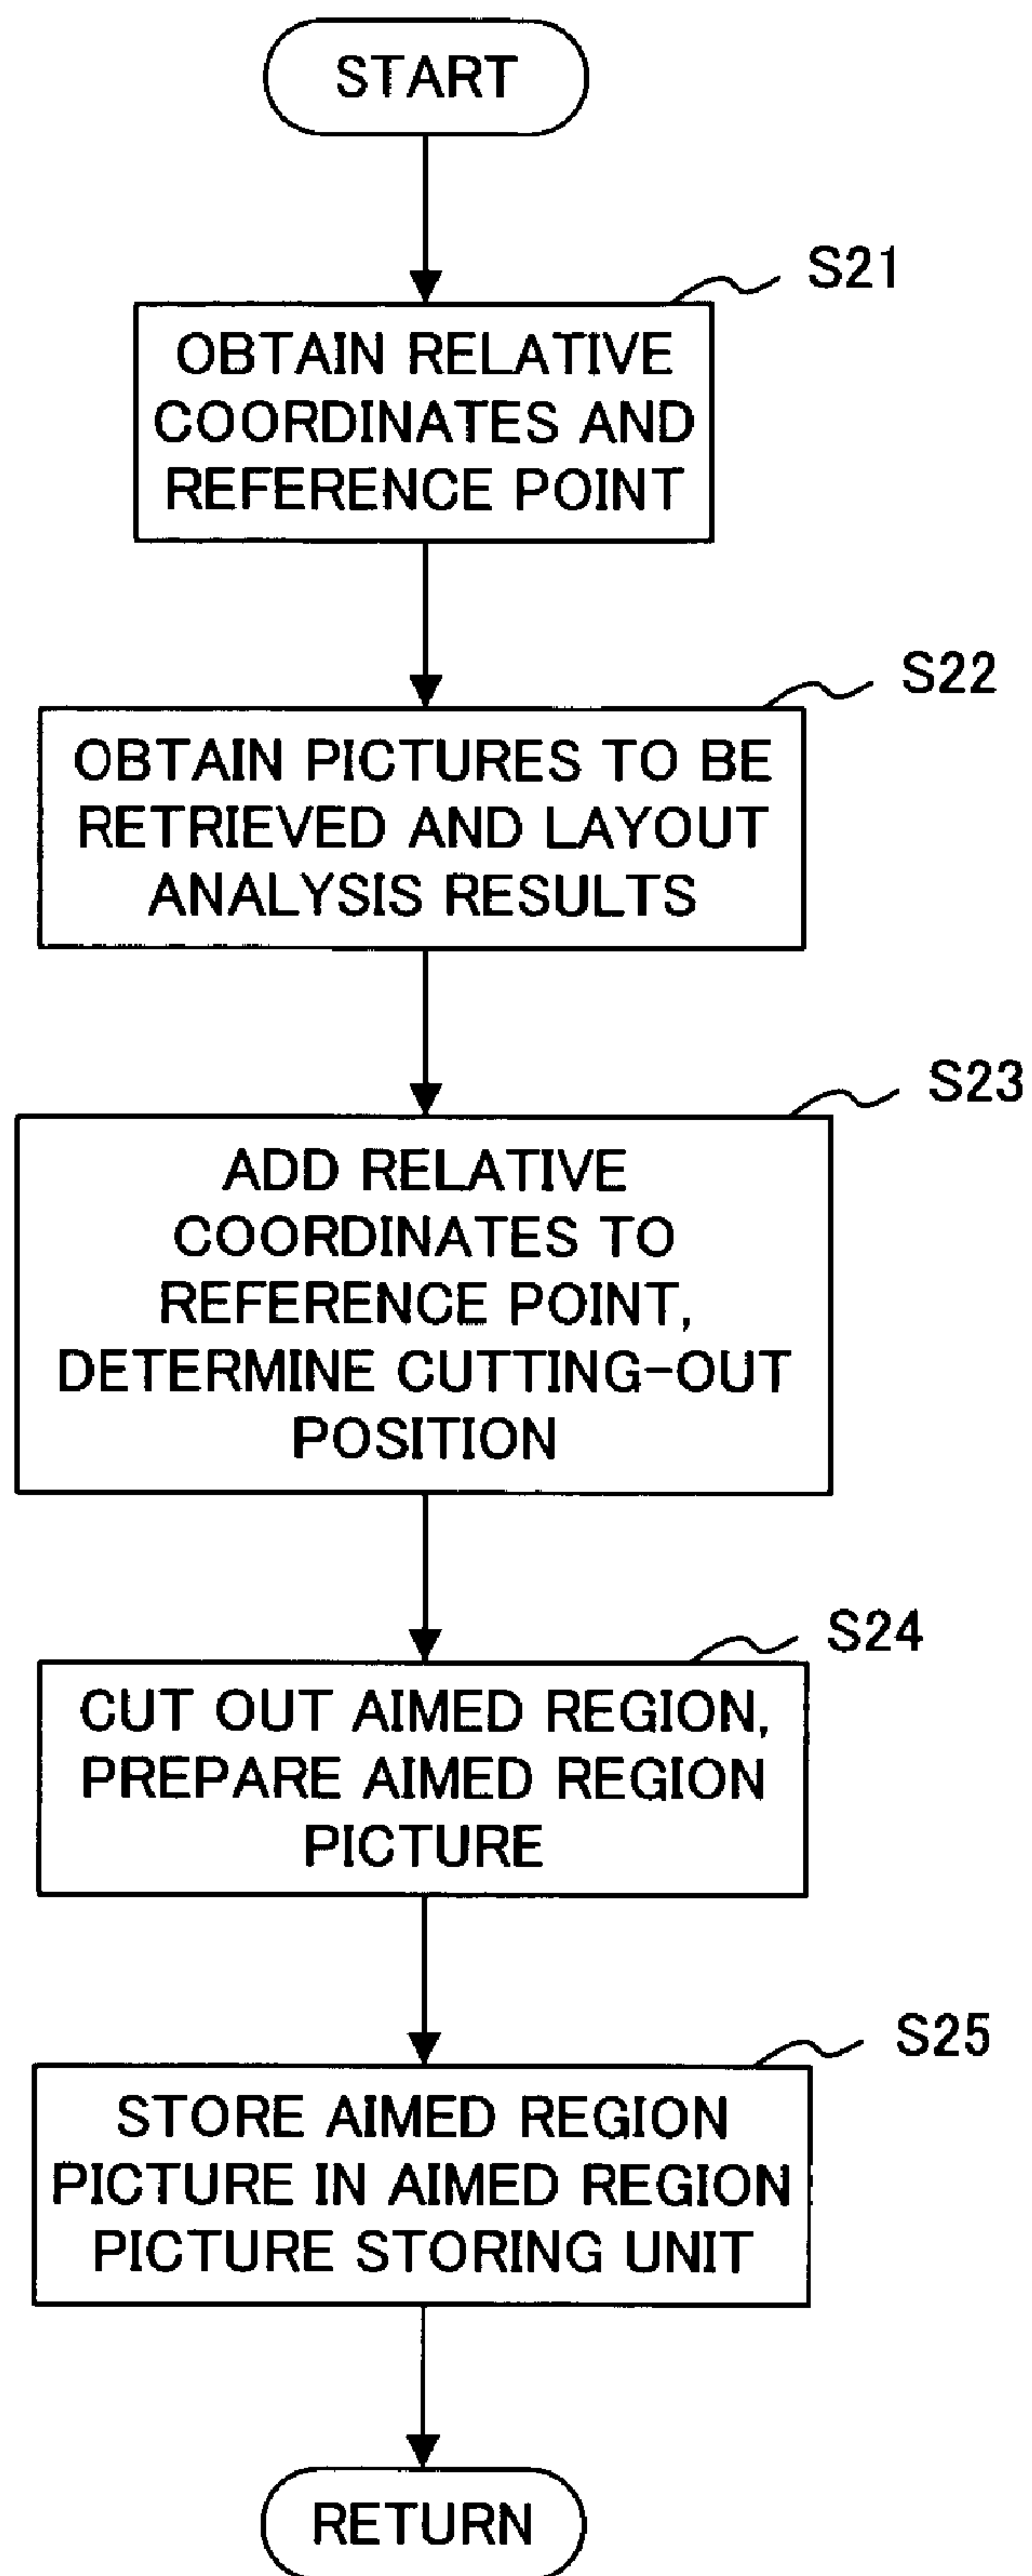 START
S21
OBTAIN RELATIVE
COORDINATES AND
REFERENCE POINT
S22
OBTAIN PICTURES TO BE
RETRIEVED AND LAYOUT
ANALYSIS RESULTS
S23
ADD RELATIVE
COORDINATES TO
REFERENCE POINT,
DETERMINE CUTTING-OUT
POSITION
S24
CUT OUT AIMED REGION,
PREPARE AIMED REGION
PICTURE
S25
STORE AIMED REGION
PICTURE IN AIMED REGION
PICTURE STORING UNIT
RETURN